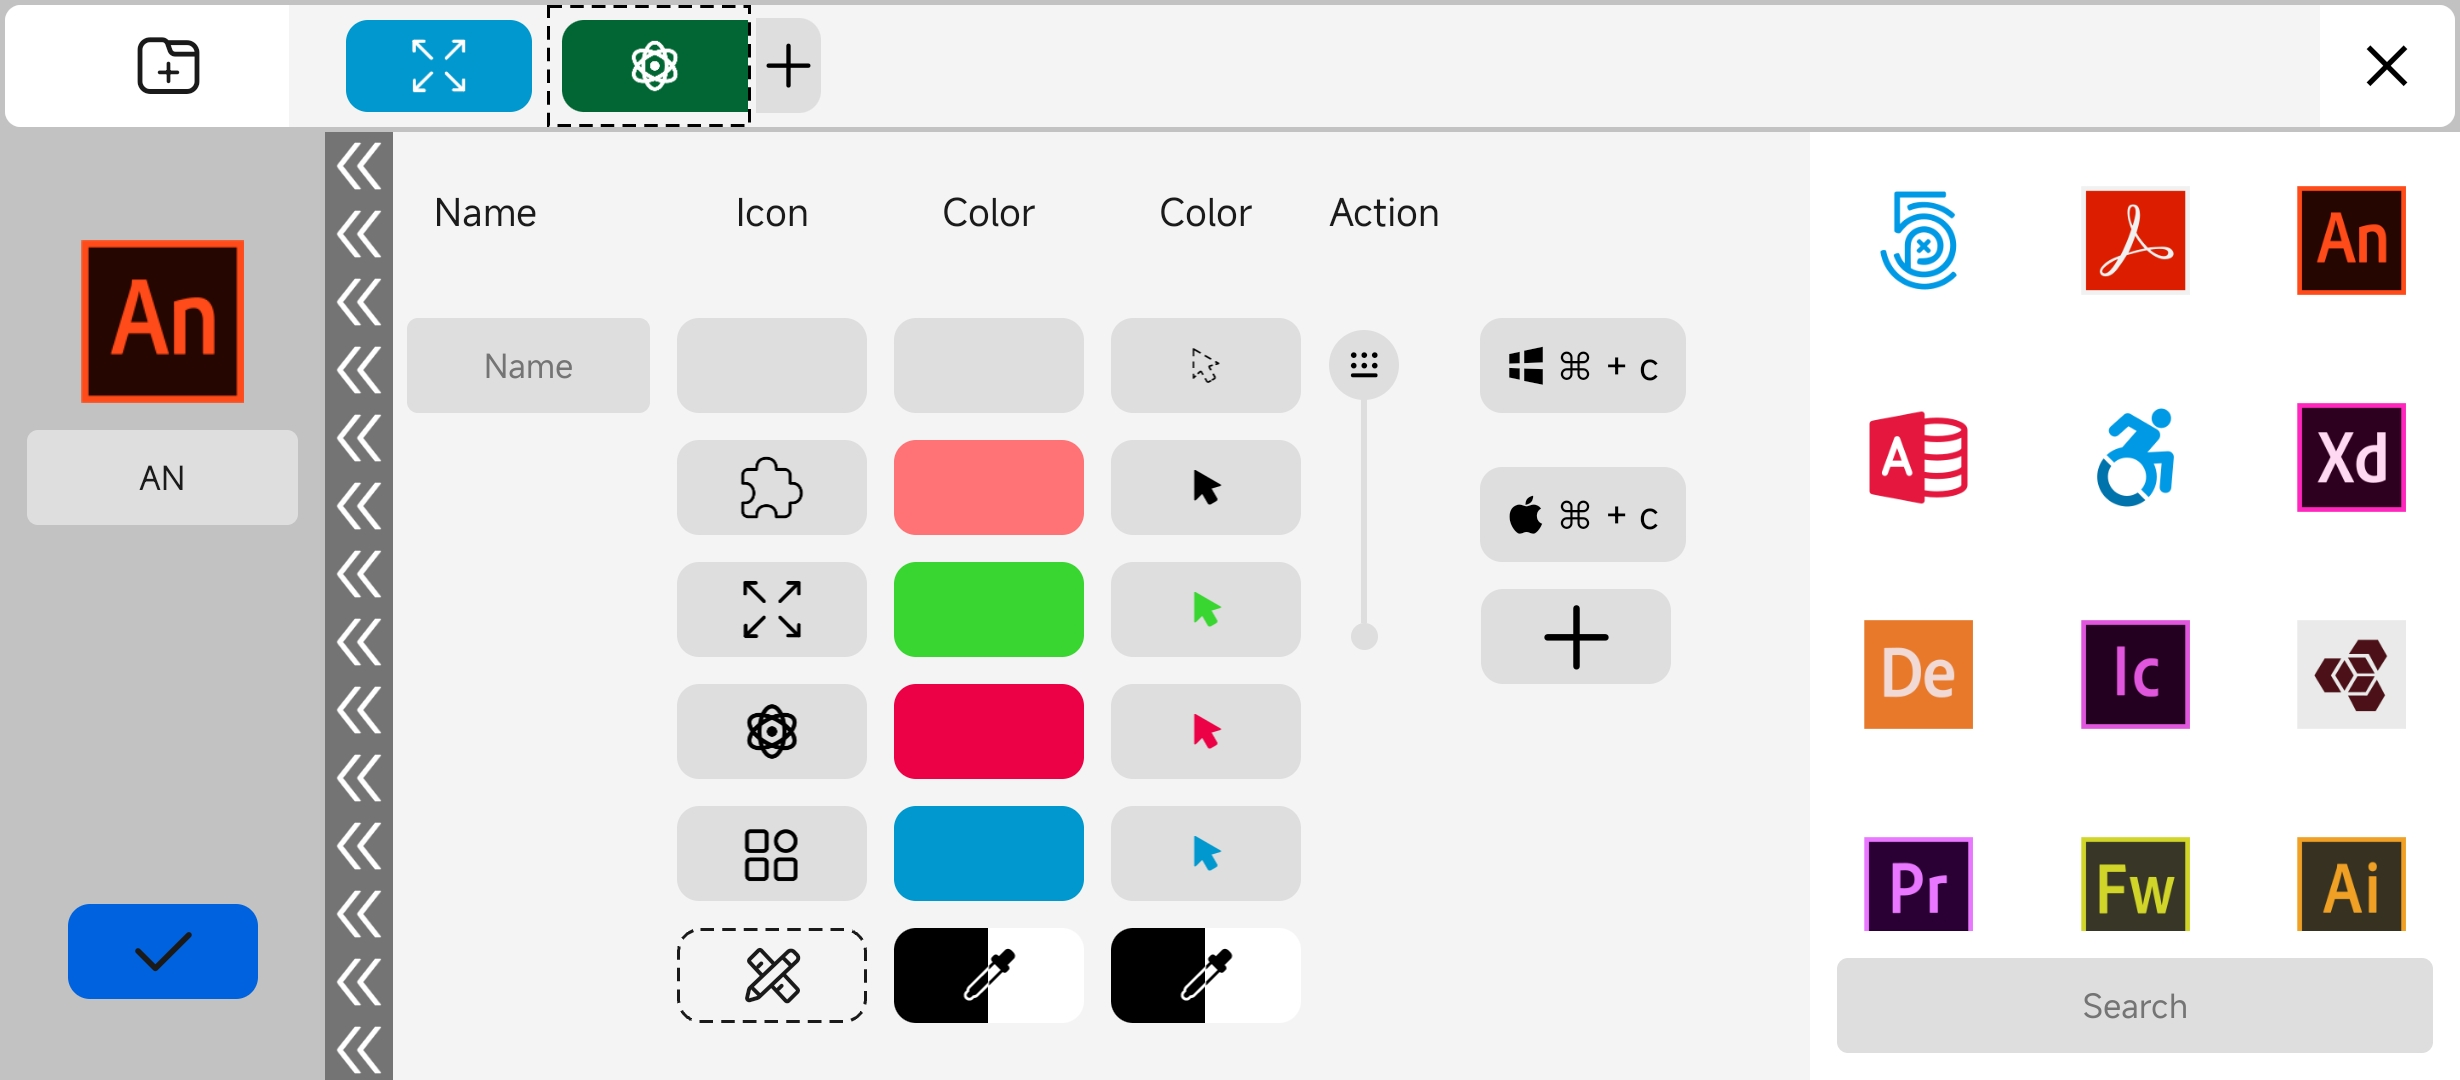 Name Icon Color Color Action
An
AN
Name
⌘ + c
⌘ + c
An
A
Xd
De
Ic
Pr
Fw
Ai
Search